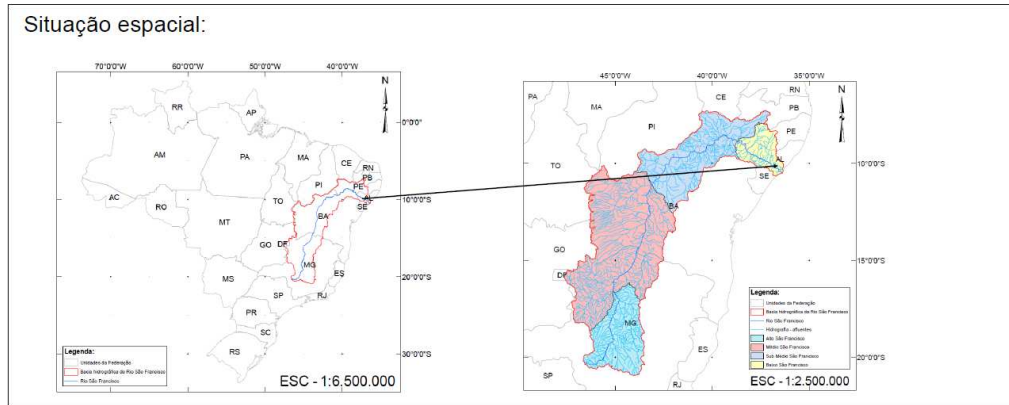 Situação espacial:
70°0'0"W
60°0'0"W
50°0'0"W
40°0'0"W
N
RR
AP
0°0'0"
AM
PA
MA
CE
RN
PB
PI
PE
AL
10°0'0"S
AC
RO
TO
SE
BA
MT
GO
DF
MG
ES
20°0'0"S
MS
SP
RJ
PR
SC
RS
30°0'0"S
Legenda:
Unidades da Federação
Bacia hidrográfica do Rio São Francisco
Rio São Francisco
ESC - 1:6,500.000
45°0'0"W
40°0'0"W
35°0'0"W
N
PA
MA
CE
RN
PB
PI
PE
TO
AL
10°0'0"S
SE
BA
GO
DF
15°0'0"S
MG
ES
SP
RJ
20°0'0"S
Legenda:
Unidades da Federação
Bacia hidrográfica do Rio São Francisco
Rio São Francisco
Hidrografia - afluentes
Alto São Francisco
Médio São Francisco
Sub Médio São Francisco
Baixo São Francisco
ESC - 1:2.500.000